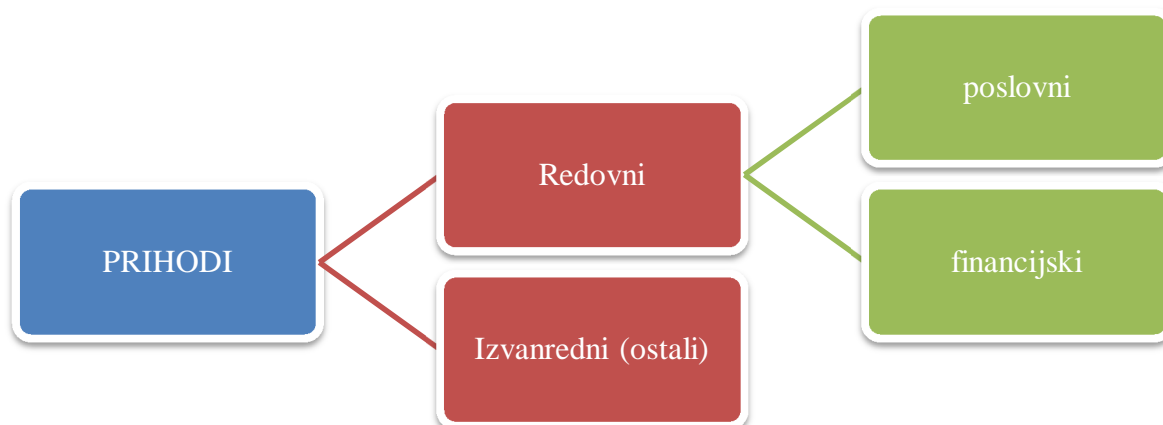 PRIHODI
Redovni
poslovni
financijski
Izvanredni (ostali)